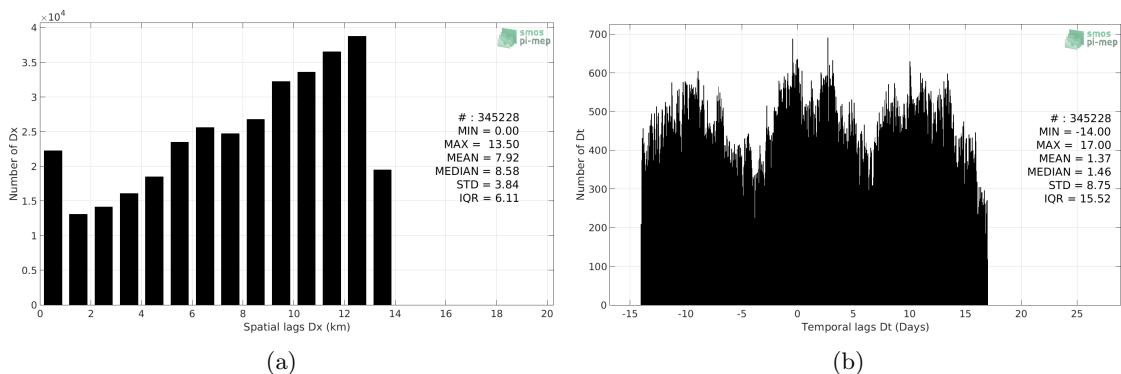 ×10⁴
4
3.5
3
2.5
2
1.5
1
0.5
0
0 2 4 6 8 10 12 14 16 18 20
Number of Dx
Spatial lags Dx (km)
smos
pi-mep
# : 345228
MIN = 0.00
MAX = 13.50
MEAN = 7.92
MEDIAN = 8.58
STD = 3.84
IQR = 6.11
(a)
700
600
500
400
300
200
100
0
-15 -10 -5 0 5 10 15 20 25
Number of Dt
Temporal lags Dt (Days)
smos
pi-mep
# : 345228
MIN = -14.00
MAX = 17.00
MEAN = 1.37
MEDIAN = 1.46
STD = 8.75
IQR = 15.52
(b)